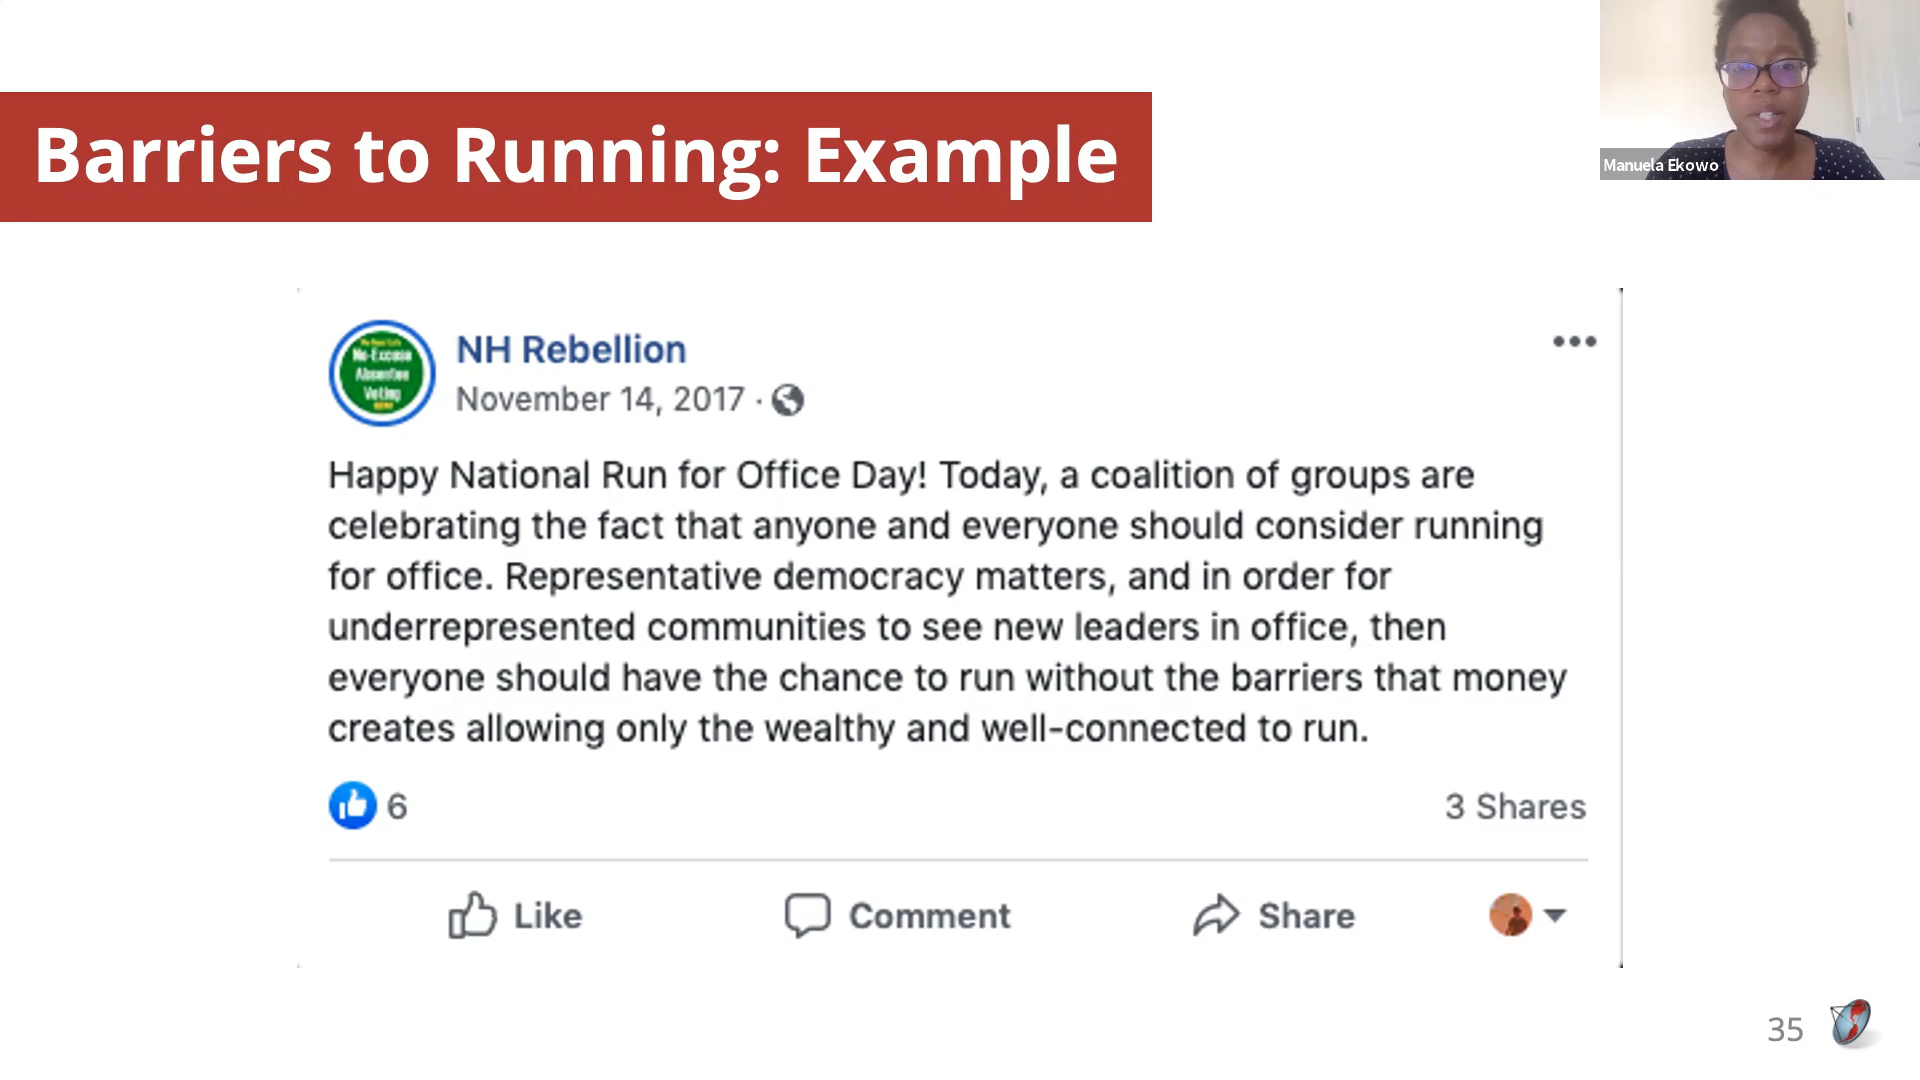 Barriers to Running: Example
Manuela Ekowo
No-Excuse
Absentee
Voting
NH Rebellion
November 14, 2017 ·
Happy National Run for Office Day! Today, a coalition of groups are
celebrating the fact that anyone and everyone should consider running
for office. Representative democracy matters, and in order for
underrepresented communities to see new leaders in office, then
everyone should have the chance to run without the barriers that money
creates allowing only the wealthy and well-connected to run.
6
3 Shares
Like
Comment
Share
35